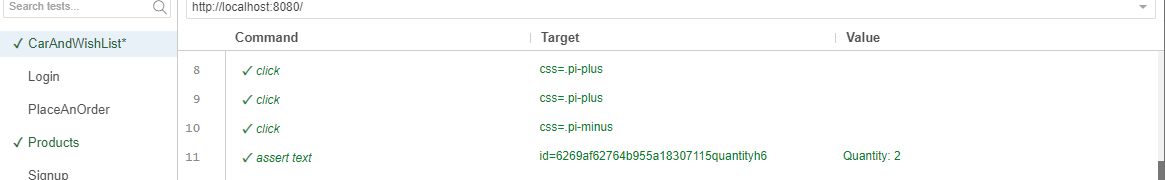 Search tests...
http://localhost:8080/
Command Target Value
✓ CarAndWishList*
Login
PlaceAnOrder
✓ Products
Signup
8 ✓ click css=.pi-plus
9 ✓ click css=.pi-plus
10 ✓ click css=.pi-minus
11 ✓ assert text id=6269af62764b955a18307115quantityh6 Quantity: 2